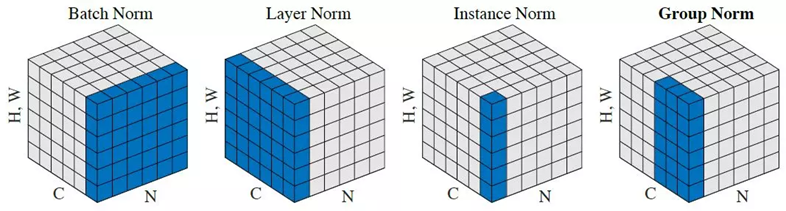 Batch Norm
Layer Norm
Instance Norm
Group Norm
H, W
C
N
H, W
C
N
H, W
C
N
H, W
C
N